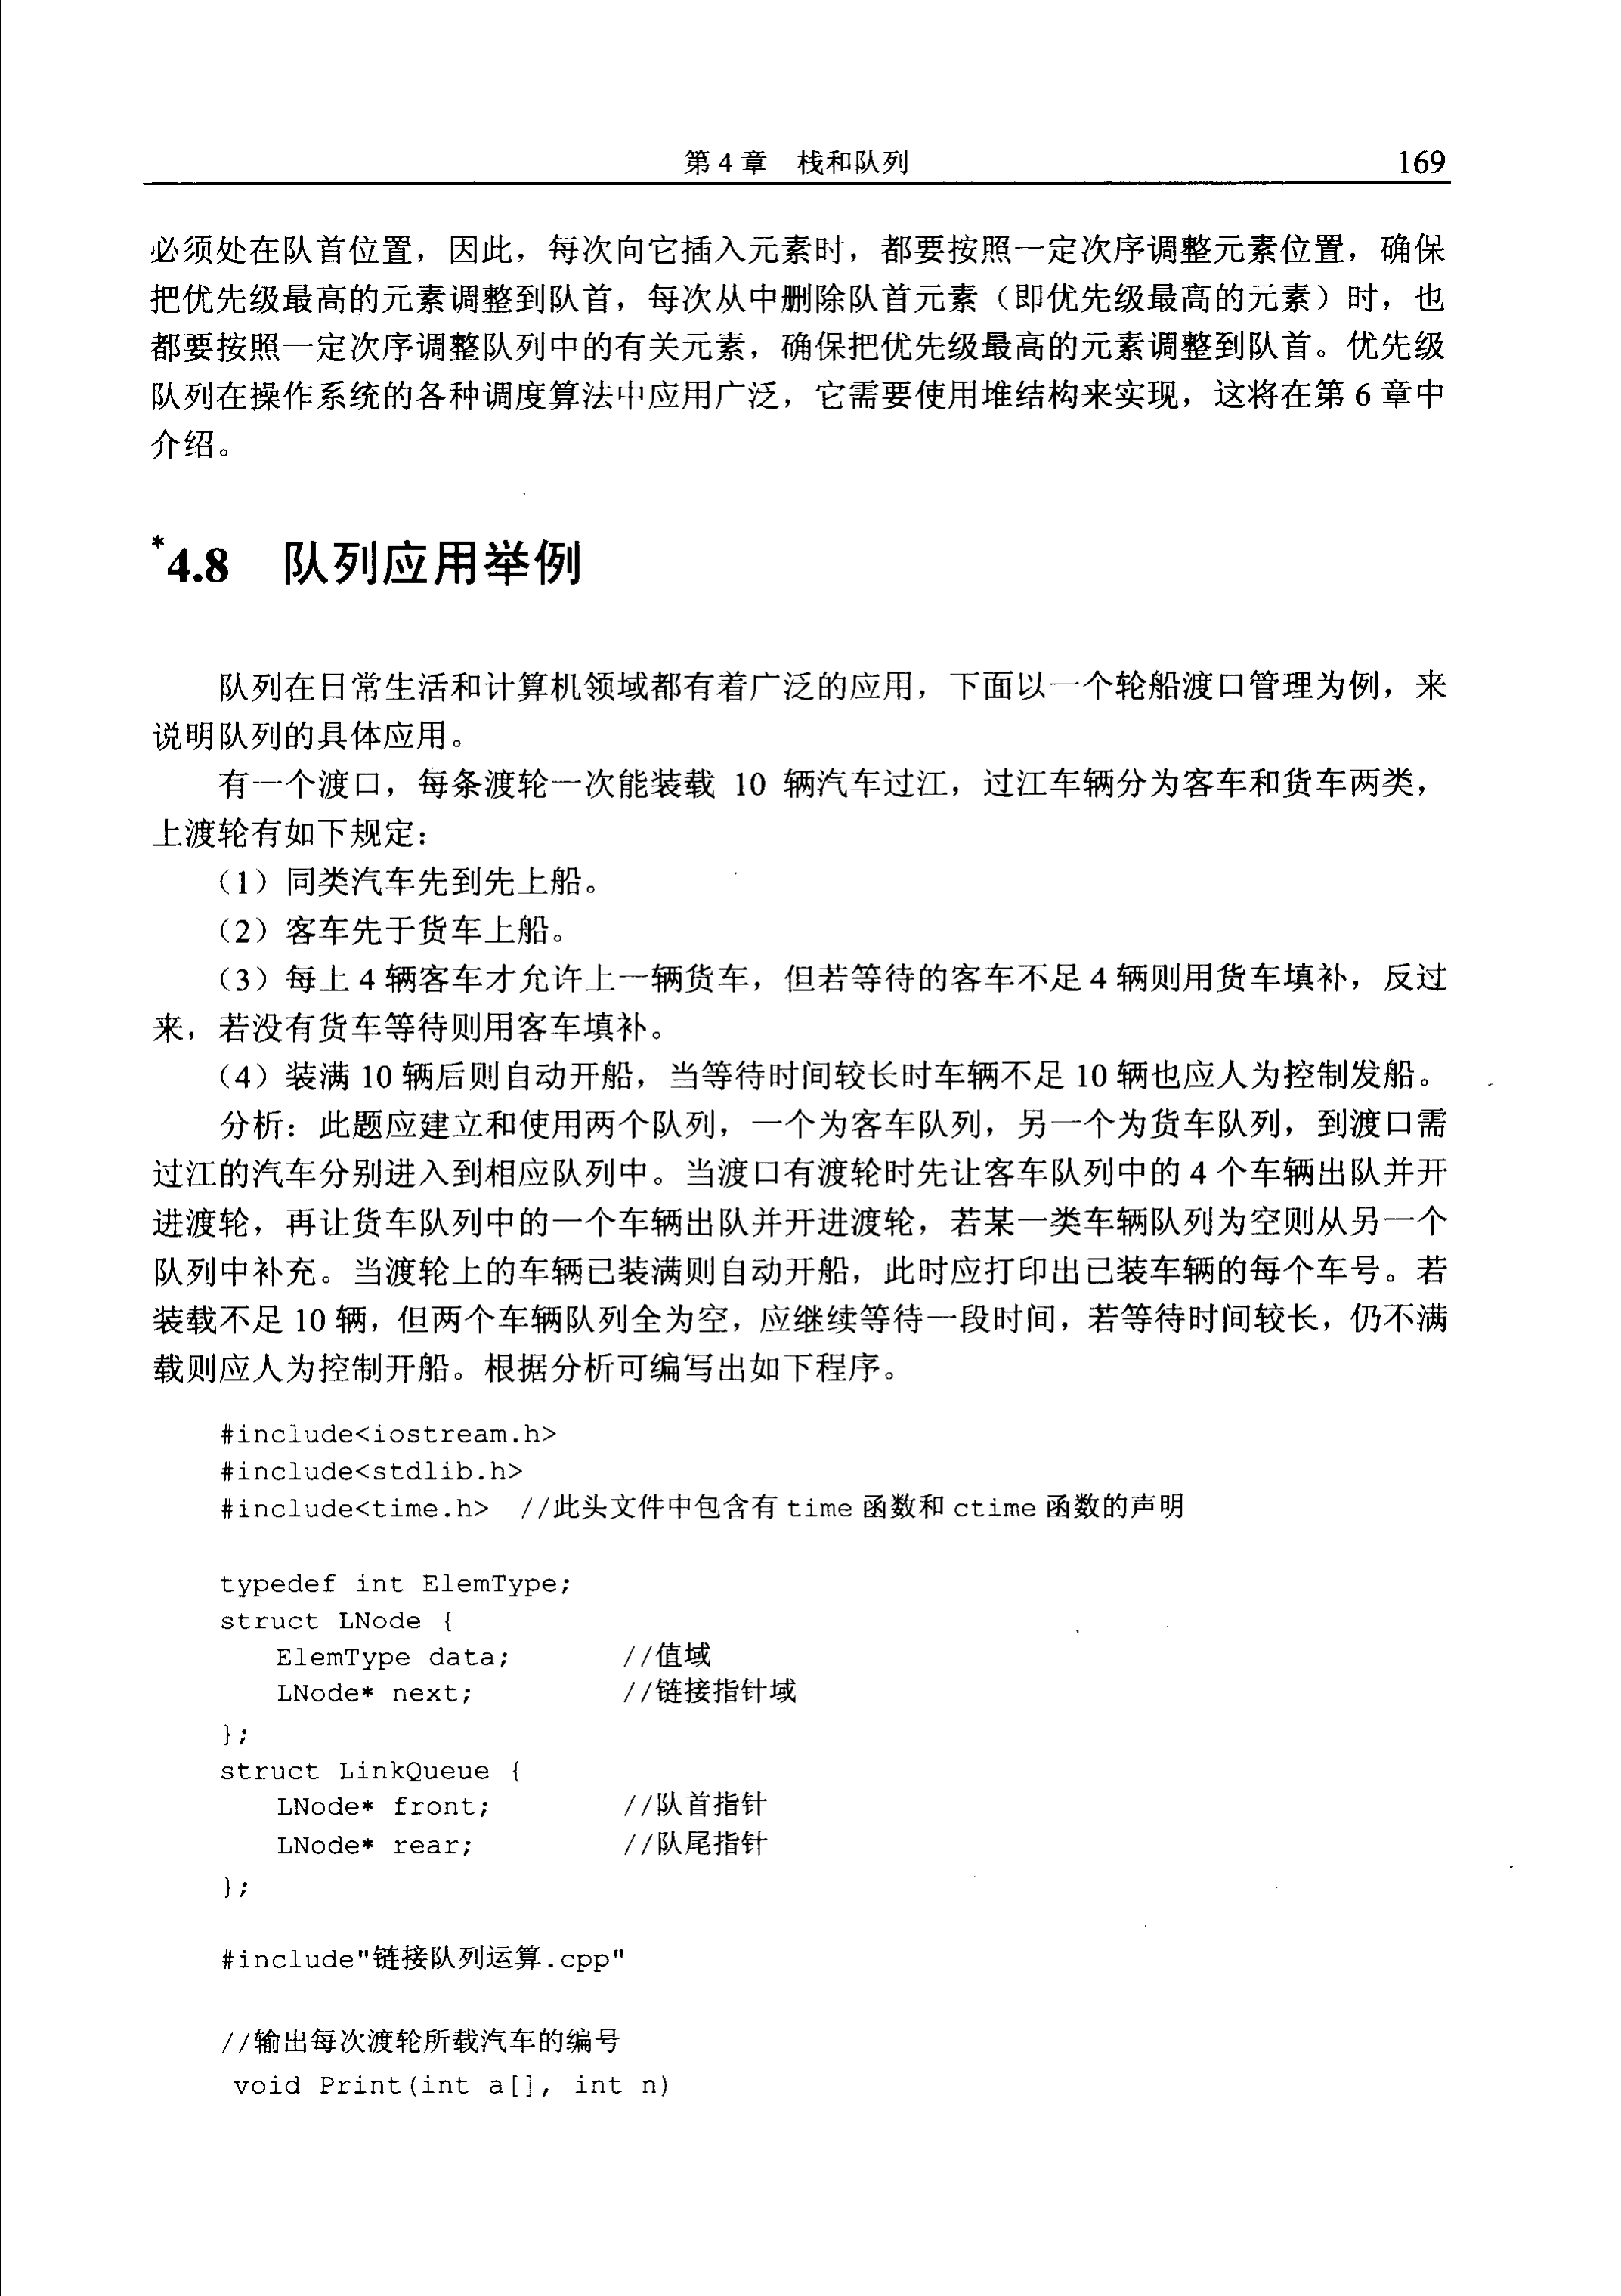 第 4 章 栈和队列 169
必须处在队首位置，因此，每次向它插入元素时，都要按照一定次序调整元素位置，确保
把优先级最高的元素调整到队首，每次从中删除队首元素（即优先级最高的元素）时，也
都要按照一定次序调整队列中的有关元素，确保把优先级最高的元素调整到队首。优先级
队列在操作系统的各种调度算法中应用广泛，它需要使用堆结构来实现，这将在第 6 章中
介绍。
*4.8 队列应用举例
队列在日常生活和计算机领域都有着广泛的应用，下面以一个轮船渡口管理为例，来
说明队列的具体应用。
有一个渡口，每条渡轮一次能装载 10 辆汽车过江，过江车辆分为客车和货车两类，
上渡轮有如下规定：
（1）同类汽车先到先上船。
（2）客车先于货车上船。
（3）每上 4 辆客车才允许上一辆货车，但若等待的客车不足 4 辆则用货车填补，反过
来，若没有货车等待则用客车填补。
（4）装满 10 辆后则自动开船，当等待时间较长时车辆不足 10 辆也应人为控制发船。
分析：此题应建立和使用两个队列，一个为客车队列，另一个为货车队列，到渡口需
过江的汽车分别进入到相应队列中。当渡口有渡轮时先让客车队列中的 4 个车辆出队并开
进渡轮，再让货车队列中的一个车辆出队并开进渡轮，若某一类车辆队列为空则从另一个
队列中补充。当渡轮上的车辆已装满则自动开船，此时应打印出已装车辆的每个车号。若
装载不足 10 辆，但两个车辆队列全为空，应继续等待一段时间，若等待时间较长，仍不满
载则应人为控制开船。根据分析可编写出如下程序。
#include<iostream.h>
#include<stdlib.h>
#include<time.h> //此头文件中包含有 time 函数和 ctime 函数的声明
typedef int ElemType;
struct LNode {
ElemType data; //值域
LNode* next; //链接指针域
};
struct LinkQueue {
LNode* front; //队首指针
LNode* rear; //队尾指针
};
#include"链接队列运算.cpp"
//输出每次渡轮所载汽车的编号
void Print(int a[], int n)